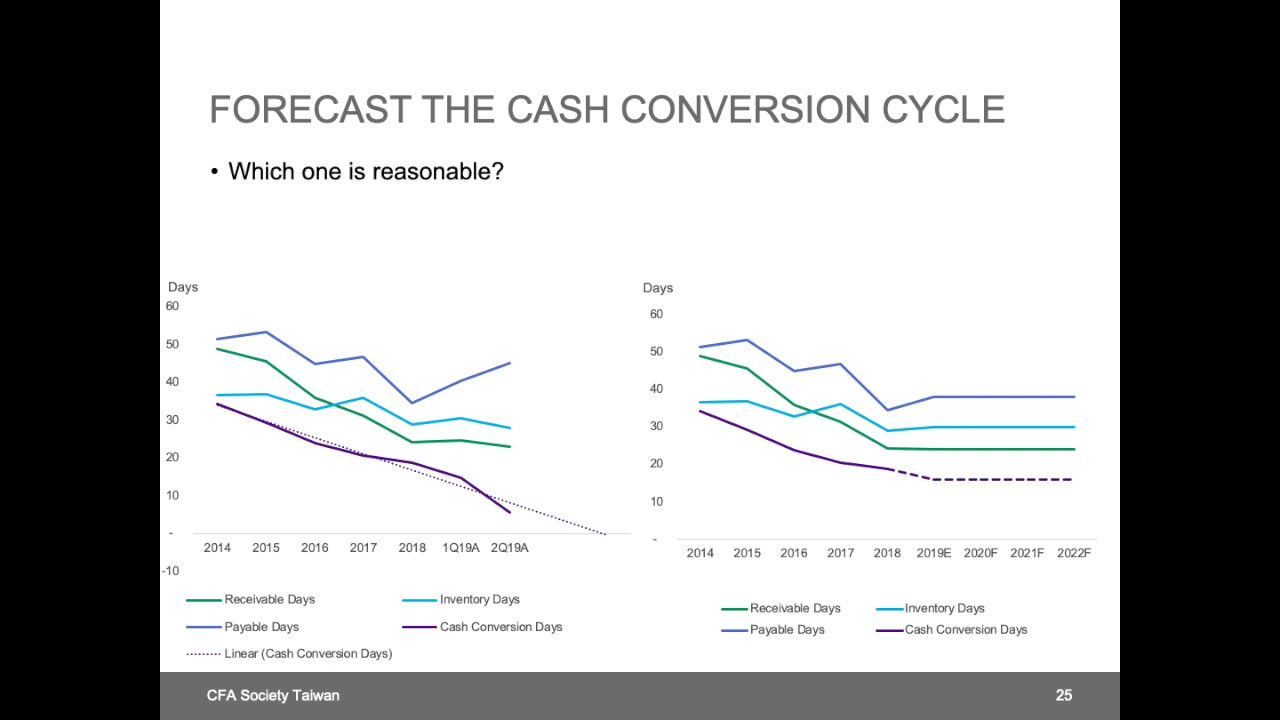 FORECAST THE CASH CONVERSION CYCLE
• Which one is reasonable?
Days
60
50
40
30
20
10
-
-10
2014 2015 2016 2017 2018 1Q19A 2Q19A
Receivable Days Inventory Days
Payable Days Cash Conversion Days
Linear (Cash Conversion Days)
Days
60
50
40
30
20
10
-
2014 2015 2016 2017 2018 2019E 2020F 2021F 2022F
Receivable Days Inventory Days
Payable Days Cash Conversion Days
CFA Society Taiwan 25